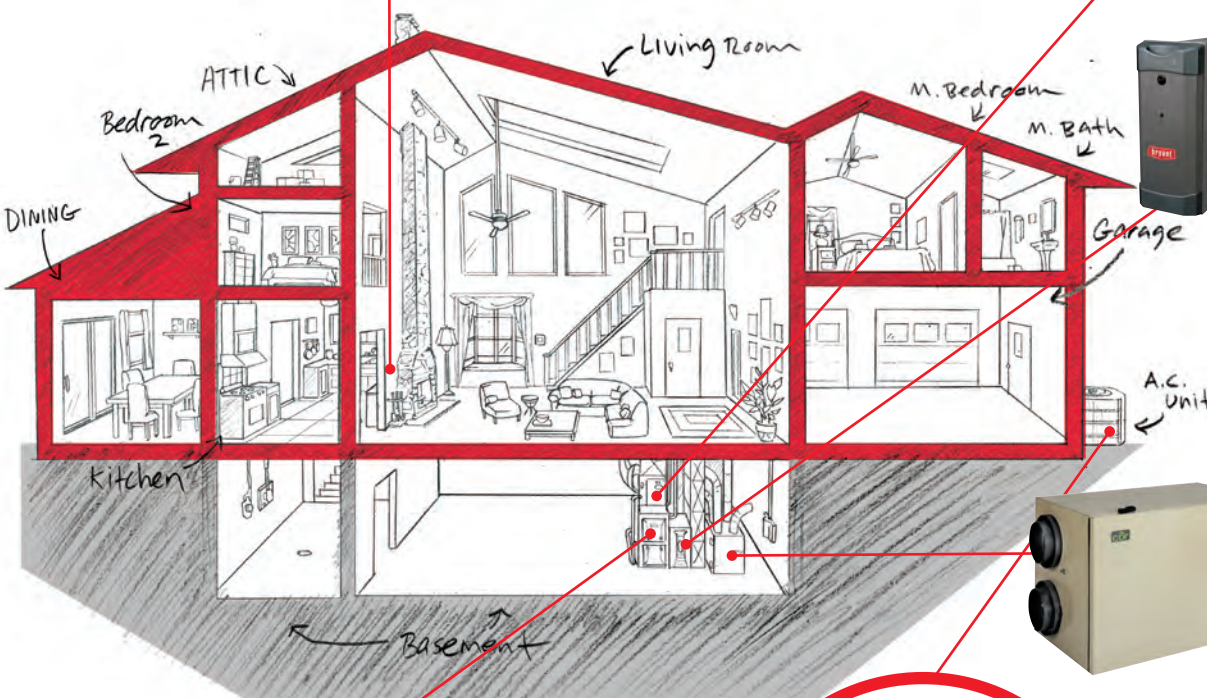 Living Room
ATTIC
M. Bedroom
Bedroom
2
M. BAth
bryant
DINING
Garage
A.C.
Unit
Kitchen
Basement